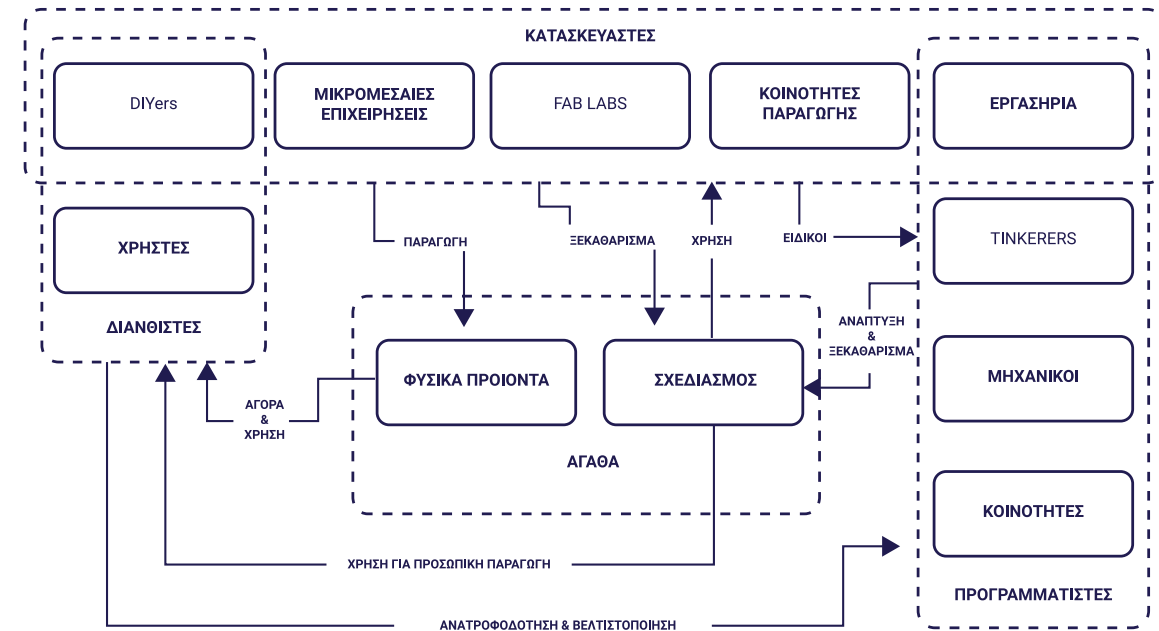 ΚΑΤΑΣΚΕΥΑΣΤΕΣ
DIYers
ΜΙΚΡΟΜΕΣΑΙΕΣ
ΕΠΙΧΕΙΡΗΣΕΙΣ
FAB LABS
ΚΟΙΝΟΤΗΤΕΣ
ΠΑΡΑΓΩΓΗΣ
ΕΡΓΑΣΗΡΙΑ
ΧΡΗΣΤΕΣ
ΔΙΑΝΘΙΣΤΕΣ
ΠΑΡΑΓΩΓΗ
ΞΕΚΑΘΑΡΙΣΜΑ
ΧΡΗΣΗ
ΕΙΔΙΚΟΙ
TINKERERS
ΑΝΑΠΤΥΞΗ
&
ΞΕΚΑΘΑΡΙΣΜΑ
ΦΥΣΙΚΑ ΠΡΟΙΟΝΤΑ
ΣΧΕΔΙΑΣΜΟΣ
ΜΗΧΑΝΙΚΟΙ
ΑΓΟΡΑ
&
ΧΡΗΣΗ
ΑΓΑΘΑ
ΚΟΙΝΟΤΗΤΕΣ
ΧΡΗΣΗ ΓΙΑ ΠΡΟΣΩΠΙΚΗ ΠΑΡΑΓΩΓΗ
ΠΡΟΓΡΑΜΜΑΤΙΣΤΕΣ
ΑΝΑΤΡΟΦΟΔΟΤΗΣΗ & ΒΕΛΤΙΣΤΟΠΟΙΗΣΗ